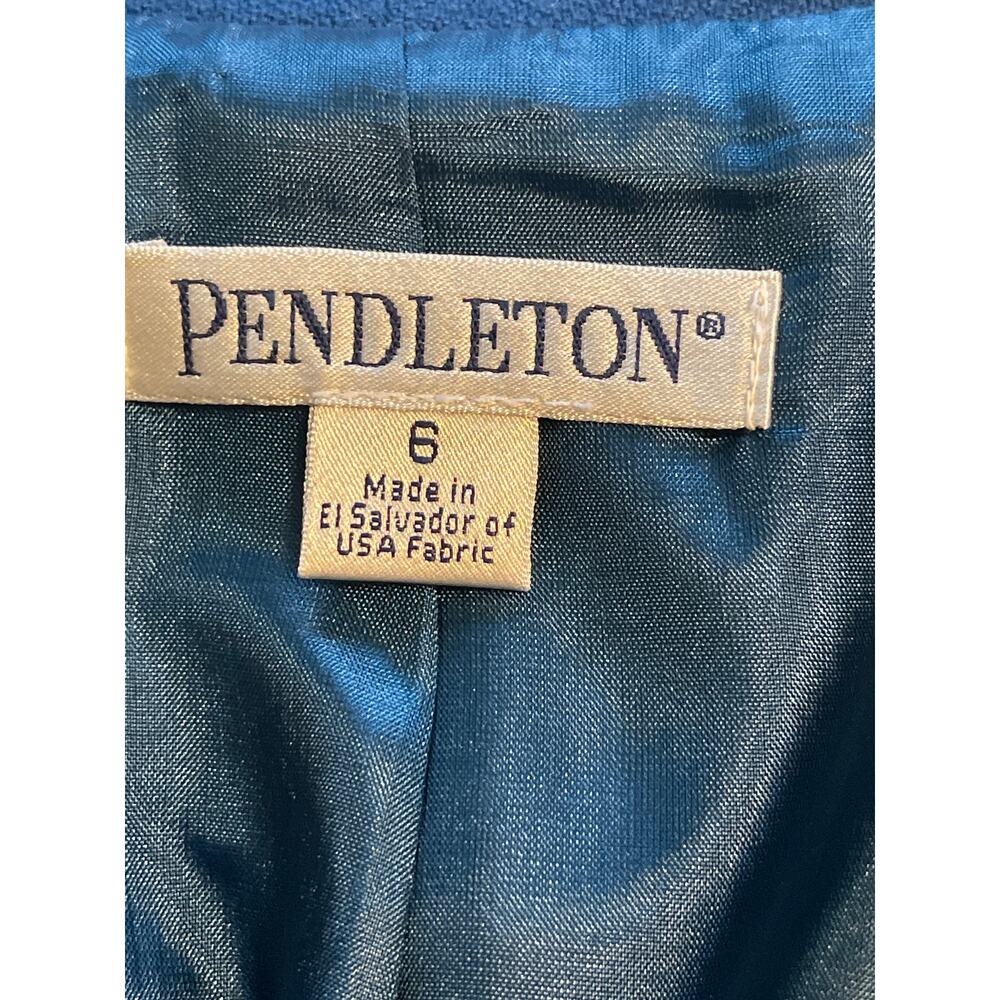 PENDLETON®
6
Made in
El Salvador of
USA Fabric